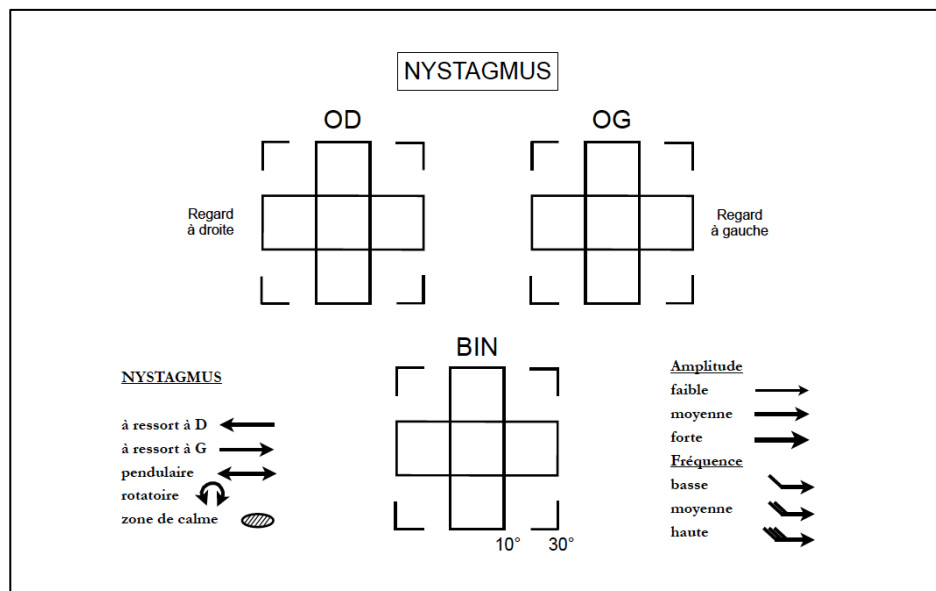 NYSTAGMUS
OD
OG
Regard
à droite
Regard
à gauche
BIN
10°
30°
NYSTAGMUS
à ressort à D
à ressort à G
pendulaire
rotatoire
zone de calme
Amplitude
faible
moyenne
forte
Fréquence
basse
moyenne
haute